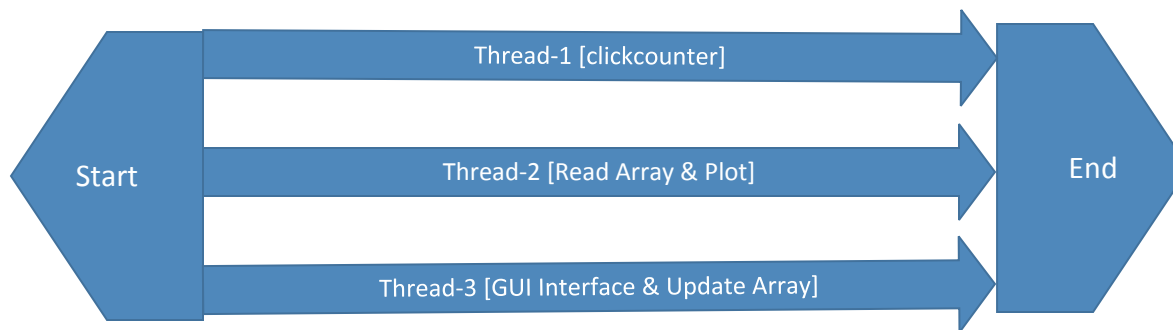 Thread-1 [clickcounter]
Start
Thread-2 [Read Array & Plot]
End
Thread-3 [GUI Interface & Update Array]